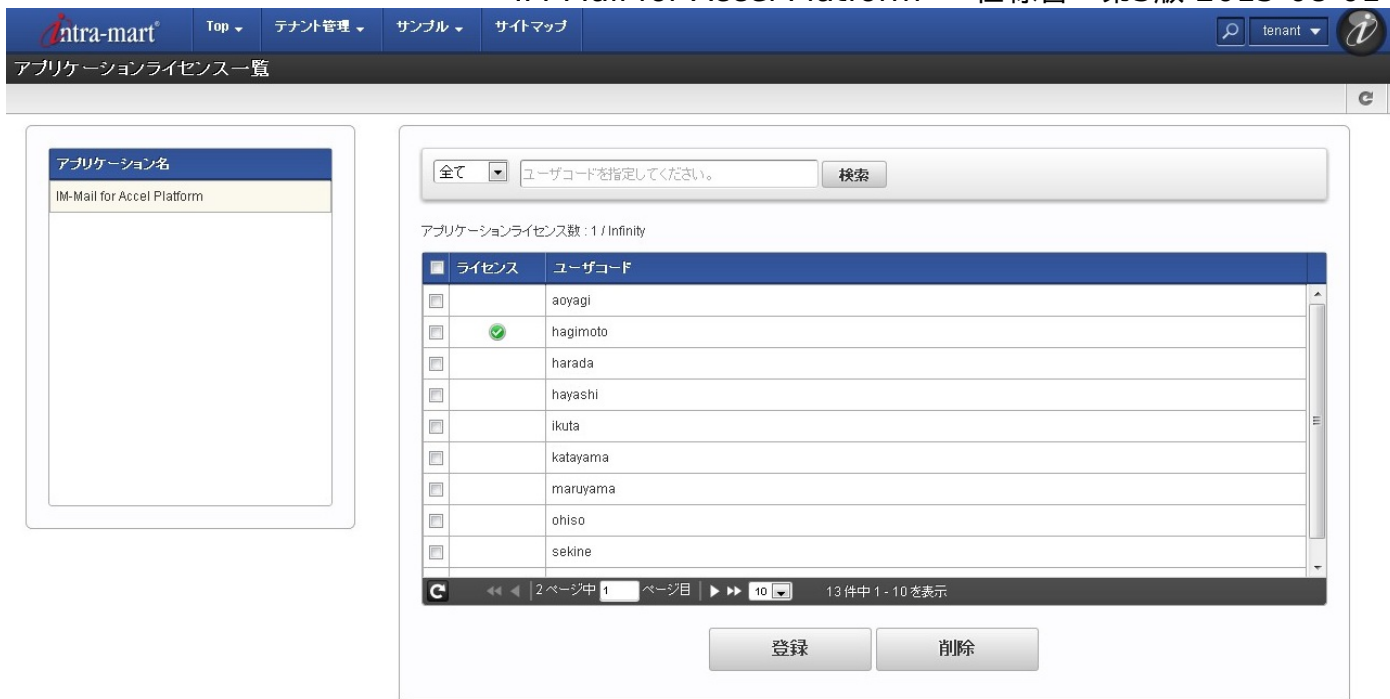 intra-mart® Top テナント管理 サンプル サイトマップ tenant
アプリケーションライセンス一覧
アプリケーション名
IM-Mail for Accel Platform
全て ユーザコードを指定してください。 検索
アプリケーションライセンス数 : 1 / Infinity
ライセンス ユーザコード
aoyagi
hagimoto
harada
hayashi
ikuta
katayama
maruyama
ohiso
sekine
2 ページ中 1 ページ目 10 13 件中 1 - 10 を表示
登録 削除